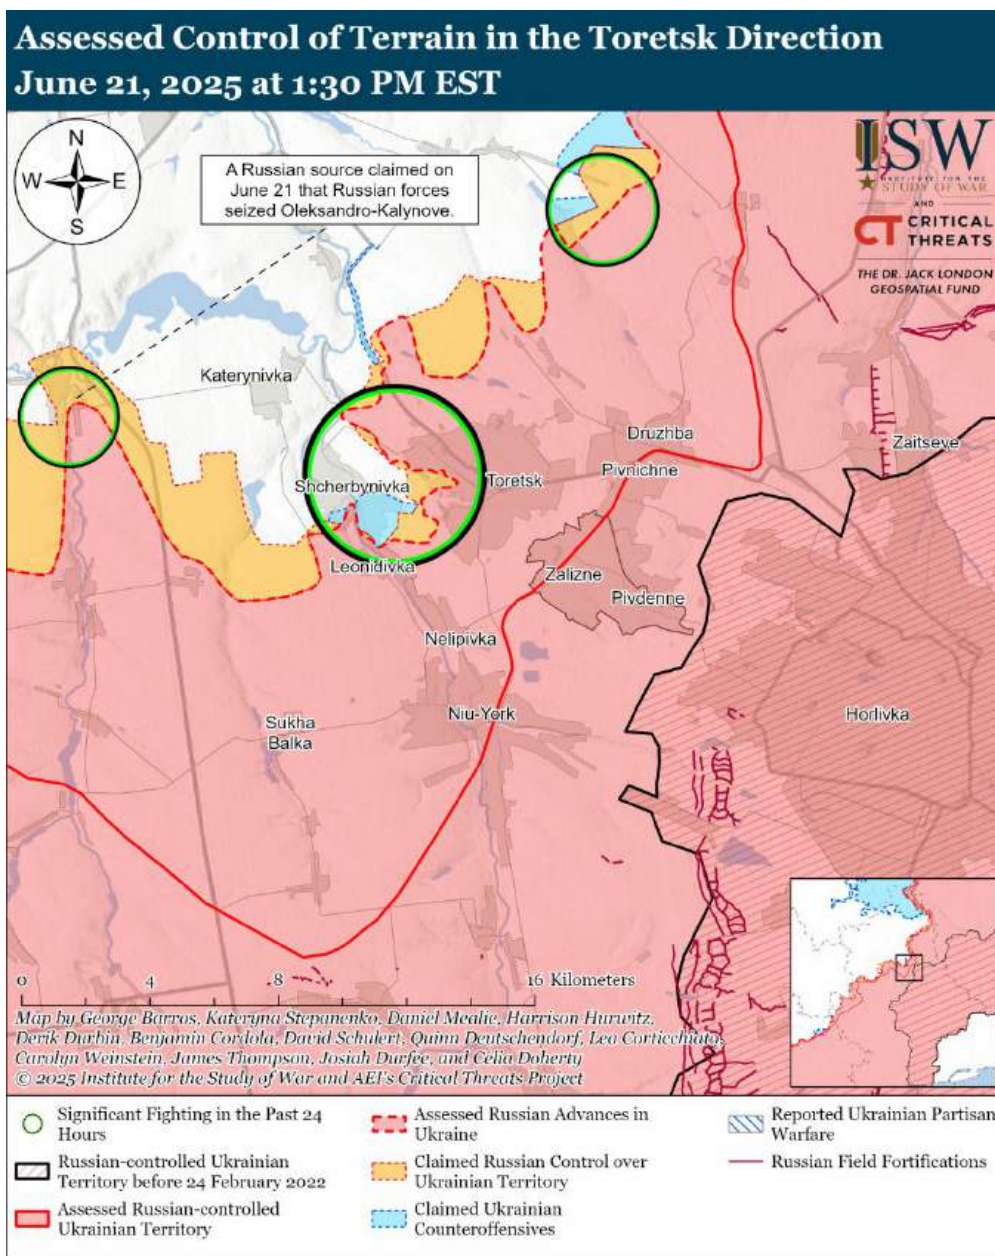 Assessed Control of Terrain in the Toretsk Direction
June 21, 2025 at 1:30 PM EST
N
W E
S
A Russian source claimed on
June 21 that Russian forces
seized Oleksandro-Kalynove.
ISW
INSTITUTE FOR THE
STUDY OF WAR
AND
CT CRITICAL
THREATS
THE DR. JACK LONDON
GEOSPATIAL FUND
Katerynivka
Druzhba
Zaitseve
Pivnichne
Shcherbynivka
Toretsk
Leonidivka
Zalizne
Pivdenne
Nelipivka
Niu-York
Horlivka
Sukha
Balka
0 4 8 16 Kilometers
Map by George Barros, Kateryna Stepanenko, Daniel Mealie, Harrison Hurwitz,
Derik Durbin, Benjamin Cordola, David Schulert, Quinn Deutschendorf, Lea Corticchiato,
Carolyn Weinstein, James Thompson, Josiah Durfee, and Celia Doherty
© 2025 Institute for the Study of War and AEI's Critical Threats Project
Significant Fighting in the Past 24
Hours
Russian-controlled Ukrainian
Territory before 24 February 2022
Assessed Russian-controlled
Ukrainian Territory
Assessed Russian Advances in
Ukraine
Claimed Russian Control over
Ukrainian Territory
Claimed Ukrainian
Counteroffensives
Reported Ukrainian Partisan
Warfare
Russian Field Fortifications